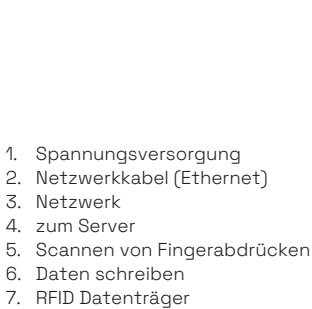 1. Spannungsversorgung
2. Netzwerkkabel (Ethernet)
3. Netzwerk
4. zum Server
5. Scannen von Fingerabdrücken
6. Daten schreiben
7. RFID Datenträger